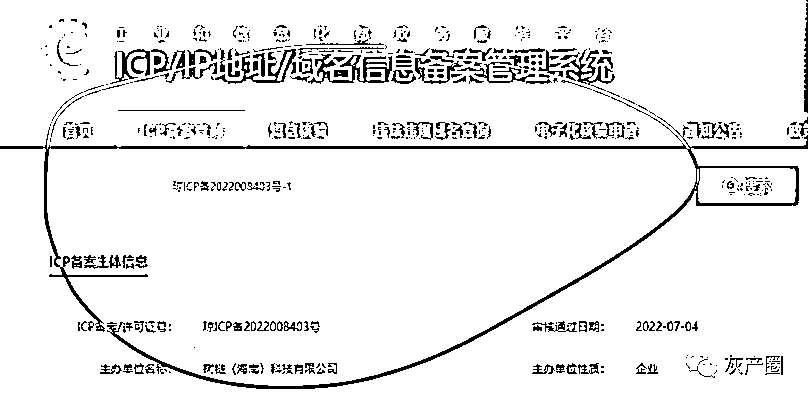 工业和信息化部政务服务平台
ICP/IP地址/域名信息备案管理系统
首页 ICP备案查询 短信核验 违法违规域名查询 电子化核验申请 通知公告 政
琼ICP备2022008403号-1 搜索
ICP备案主体信息
ICP备案/许可证号： 琼ICP备2022008403号 审核通过日期： 2022-07-04
主办单位名称： 树链（海南）科技有限公司 主办单位性质： 企业
灰产圈